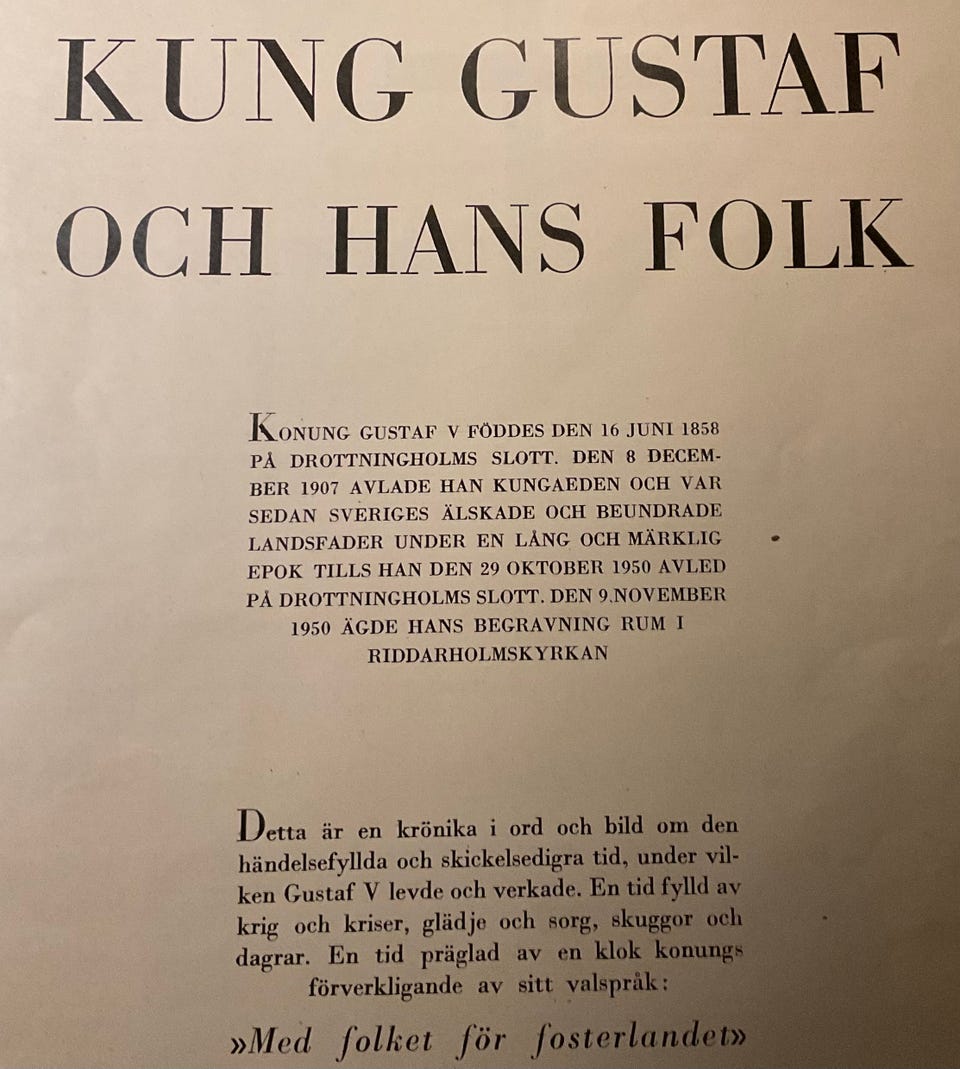 KUNG GUSTAF
OCH HANS FOLK
KONUNG GUSTAF V FÖDDES DEN 16 JUNI 1858
PÅ DROTTNINGHOLMS SLOTT. DEN 8 DECEM-
BER 1907 AVLADE HAN KUNGAEDEN OCH VAR
SEDAN SVERIGES ÄLSKADE OCH BEUNDRADE
LANDSFADER UNDER EN LÅNG OCH MÄRKLIG
EPOK TILLS HAN DEN 29 OKTOBER 1950 AVLED
PÅ DROTTNINGHOLMS SLOTT. DEN 9.NOVEMBER
1950 ÄGDE HANS BEGRAVNING RUM I
RIDDARHOLMSKYRKAN
Detta är en krönika i ord och bild om den
händelsefyllda och skickelsedigra tid, under vil-
ken Gustaf V levde och verkade. En tid fylld av
krig och kriser, glädje och sorg, skuggor och
dagrar. En tid präglad av en klok konungs
förverkligande av sitt valspråk:
»Med folket för fosterlandet»